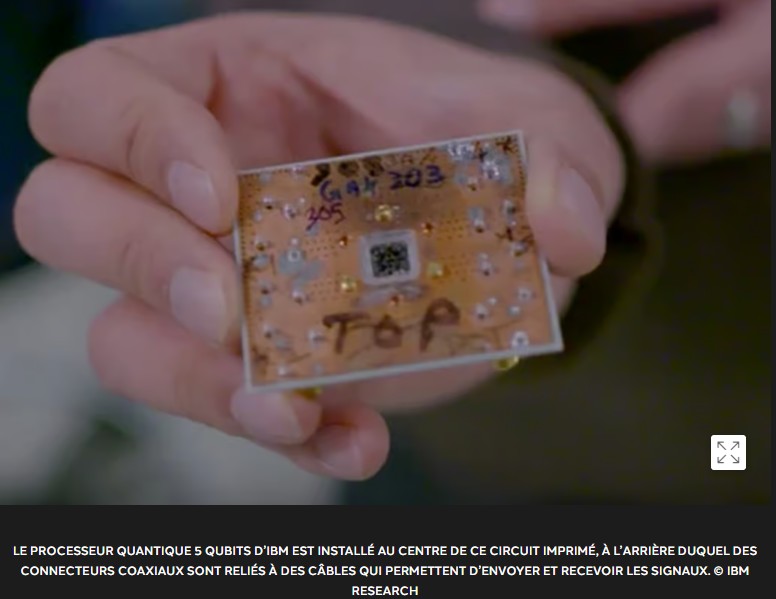 GA4 203
305
TOP
LE PROCESSEUR QUANTIQUE 5 QUBITS D'IBM EST INSTALLÉ AU CENTRE DE CE CIRCUIT IMPRIMÉ, À L'ARRIÈRE DUQUEL DES
CONNECTEURS COAXIAUX SONT RELIÉS À DES CÂBLES QUI PERMETTENT D'ENVOYER ET RECEVOIR LES SIGNAUX. © IBM
RESEARCH